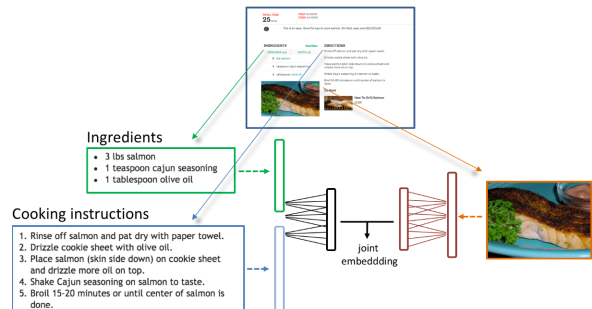 25
INGREDIENTS
DIRECTIONS
Ingredients
• 3 lbs salmon
• 1 teaspoon cajun seasoning
• 1 tablespoon olive oil
Cooking instructions
1. Rinse off salmon and pat dry with paper towel.
2. Drizzle cookie sheet with olive oil.
3. Place salmon (skin side down) on cookie sheet
and drizzle more oil on top.
4. Shake Cajun seasoning on salmon to taste.
5. Broil 15-20 minutes or until center of salmon is
done.
joint
embeddding